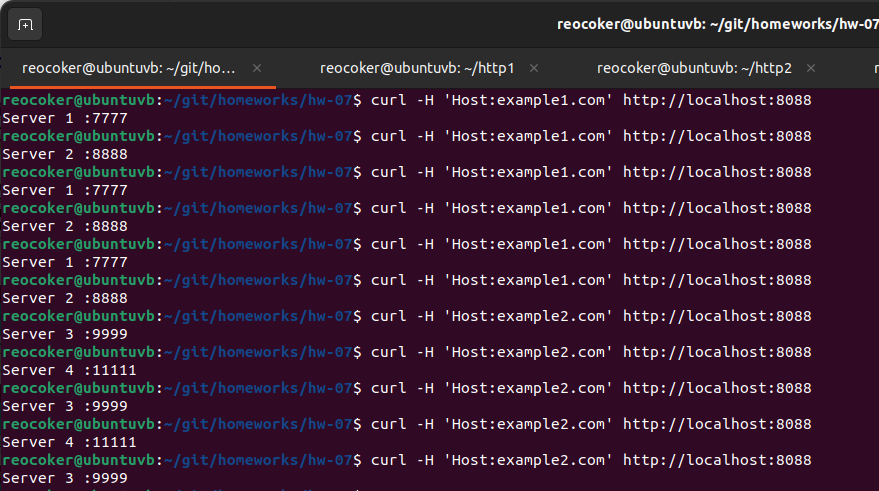 reocoker@ubuntuvb: ~/git/homeworks/hw-07
reocoker@ubuntuvb: ~/git/ho... × reocoker@ubuntuvb: ~/http1 × reocoker@ubuntuvb: ~/http2 ×
reocoker@ubuntuvb:~/git/homeworks/hw-07$ curl -H 'Host:example1.com' http://localhost:8088
Server 1 :7777
reocoker@ubuntuvb:~/git/homeworks/hw-07$ curl -H 'Host:example1.com' http://localhost:8088
Server 2 :8888
reocoker@ubuntuvb:~/git/homeworks/hw-07$ curl -H 'Host:example1.com' http://localhost:8088
Server 1 :7777
reocoker@ubuntuvb:~/git/homeworks/hw-07$ curl -H 'Host:example1.com' http://localhost:8088
Server 2 :8888
reocoker@ubuntuvb:~/git/homeworks/hw-07$ curl -H 'Host:example1.com' http://localhost:8088
Server 1 :7777
reocoker@ubuntuvb:~/git/homeworks/hw-07$ curl -H 'Host:example1.com' http://localhost:8088
Server 2 :8888
reocoker@ubuntuvb:~/git/homeworks/hw-07$ curl -H 'Host:example2.com' http://localhost:8088
Server 3 :9999
reocoker@ubuntuvb:~/git/homeworks/hw-07$ curl -H 'Host:example2.com' http://localhost:8088
Server 4 :11111
reocoker@ubuntuvb:~/git/homeworks/hw-07$ curl -H 'Host:example2.com' http://localhost:8088
Server 3 :9999
reocoker@ubuntuvb:~/git/homeworks/hw-07$ curl -H 'Host:example2.com' http://localhost:8088
Server 4 :11111
reocoker@ubuntuvb:~/git/homeworks/hw-07$ curl -H 'Host:example2.com' http://localhost:8088
Server 3 :9999